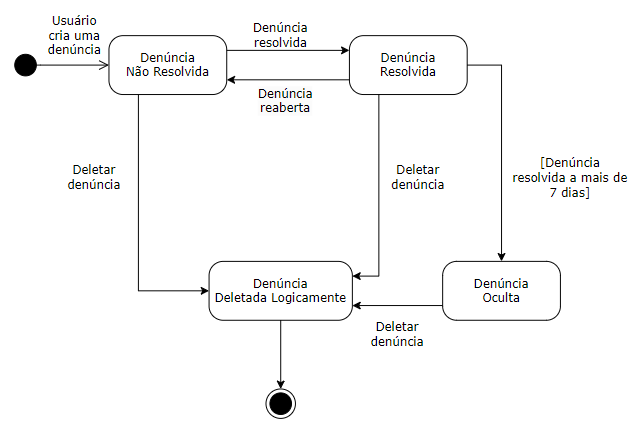 Usuário
cria uma
denúncia
Denúncia
Não Resolvida
Denúncia
resolvida
Denúncia
reaberta
Denúncia
Resolvida
Deletar
denúncia
Deletar
denúncia
[Denúncia
resolvida a mais de
7 dias]
Denúncia
Deletada Logicamente
Denúncia
Oculta
Deletar
denúncia